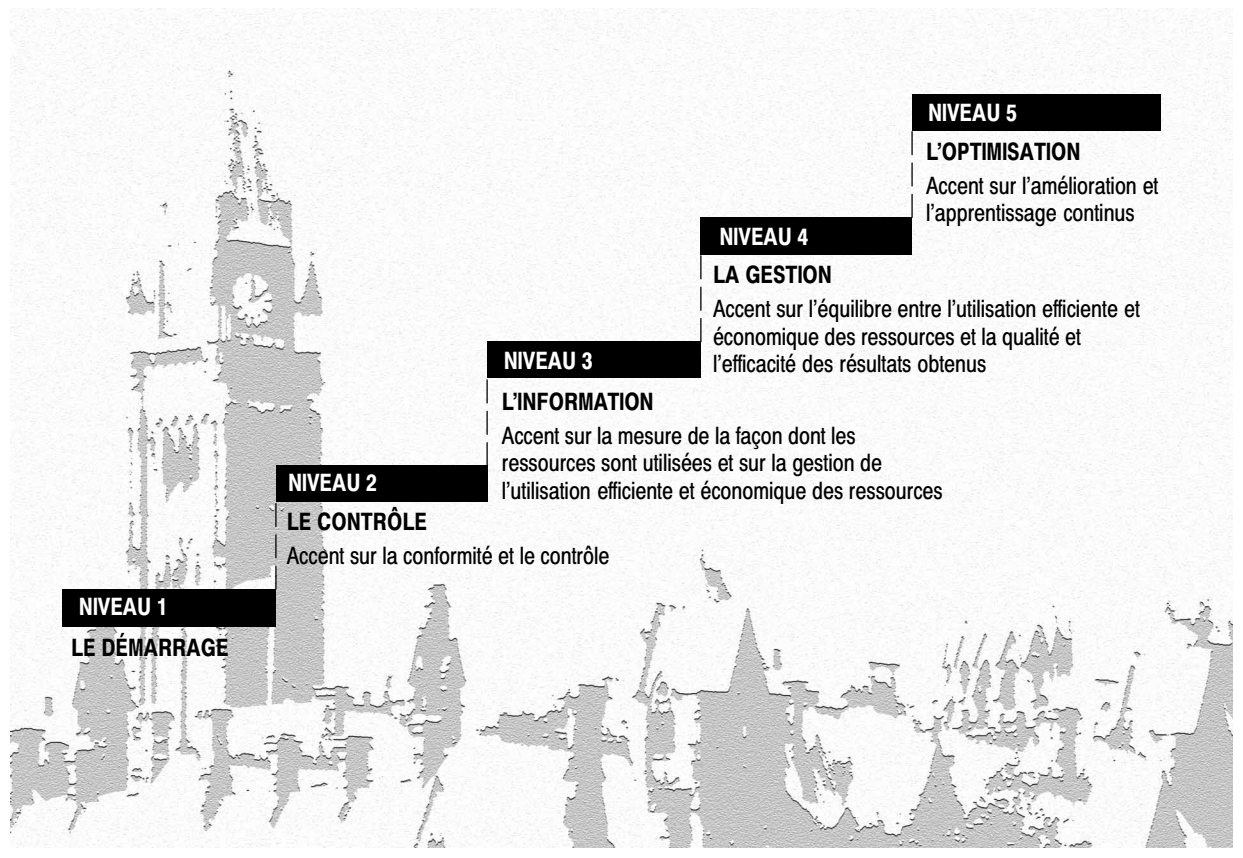 NIVEAU 5
L'OPTIMISATION
Accent sur l'amélioration et
l'apprentissage continus
NIVEAU 4
LA GESTION
Accent sur l'équilibre entre l'utilisation efficiente et
économique des ressources et la qualité et
l'efficacité des résultats obtenus
NIVEAU 3
L'INFORMATION
Accent sur la mesure de la façon dont les
ressources sont utilisées et sur la gestion de
l'utilisation efficiente et économique des ressources
NIVEAU 2
LE CONTRÔLE
Accent sur la conformité et le contrôle
NIVEAU 1
LE DÉMARRAGE